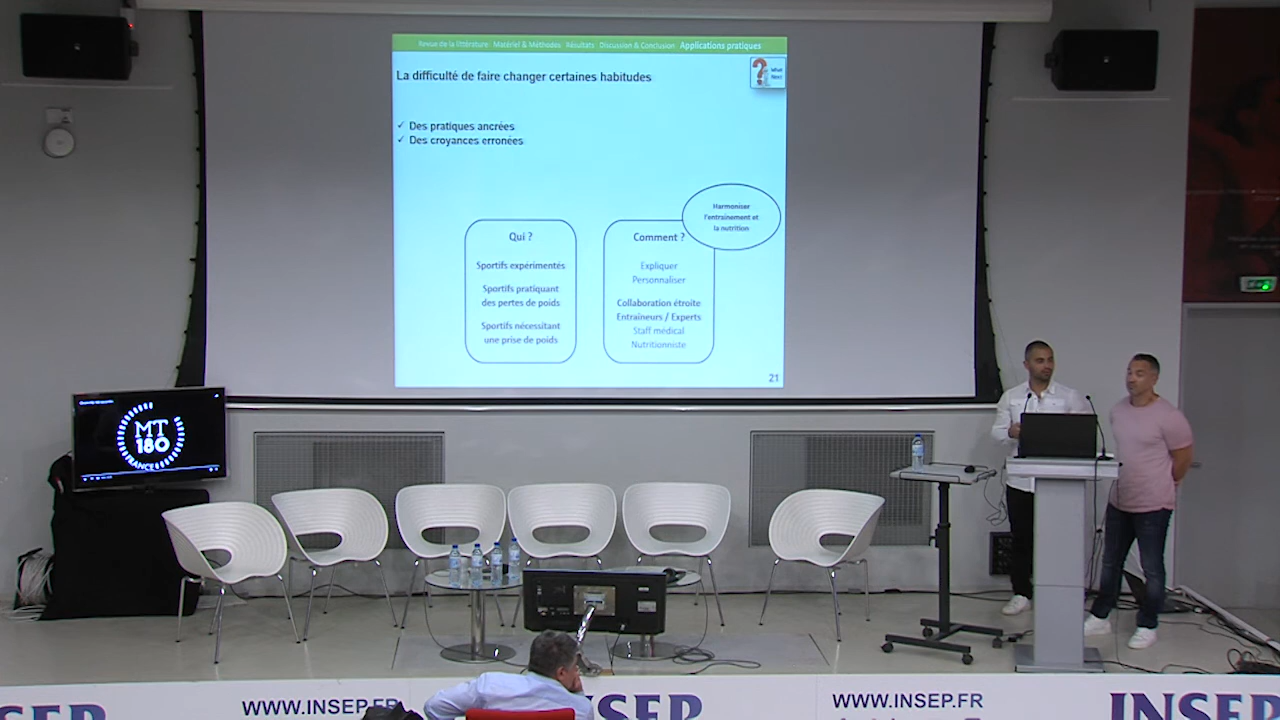 Revue de la littérature Matériel & Méthodes Résultats Discussion & Conclusion Applications pratiques
La difficulté de faire changer certaines habitudes
✓ Des pratiques ancrées
✓ Des croyances erronées
Harmoniser
l'entraînement et
la nutrition
Qui ?
Sportifs expérimentés
Sportifs pratiquant
des pertes de poids
Sportifs nécessitant
une prise de poids
Comment ?
Expliquer
Personnaliser
Collaboration étroite
Entraîneurs / Experts
Staff médical
Nutritionniste
21
MT
180
FRANCE
WWW.INSEP.FR
INSEP
WWW.INSEP.FR
INSEP